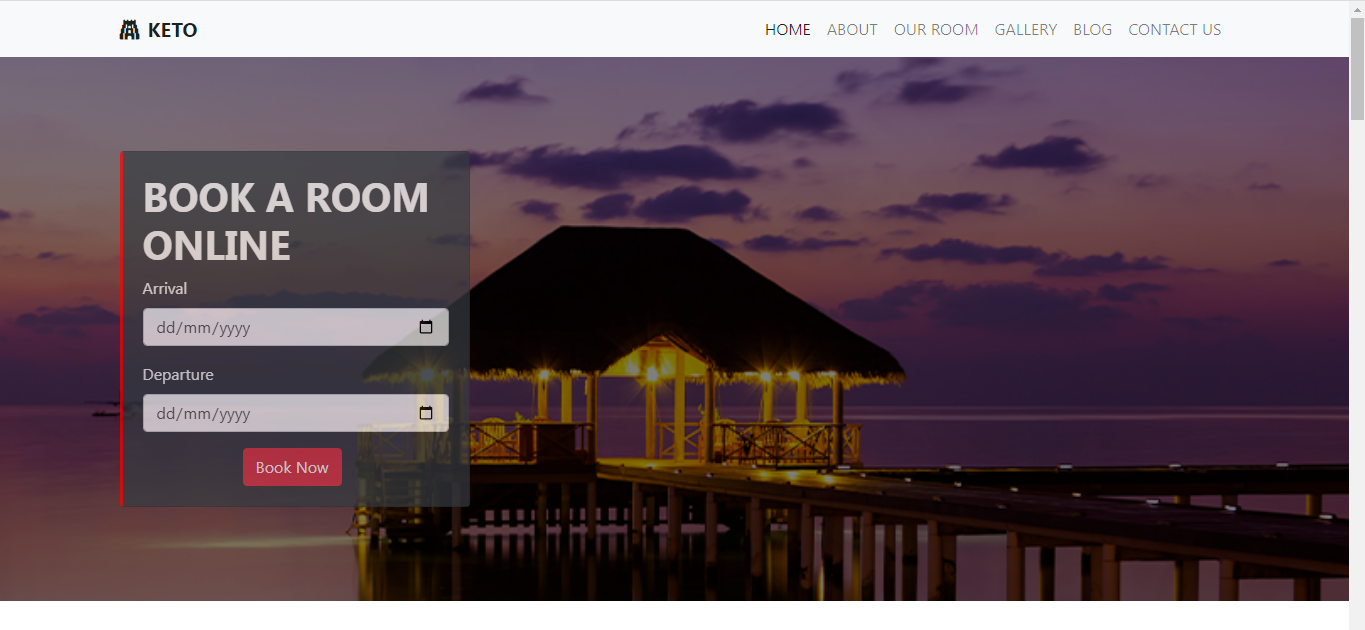 KETO
HOME ABOUT OUR ROOM GALLERY BLOG CONTACT US
BOOK A ROOM
ONLINE
Arrival
dd/mm/yyyy
Departure
dd/mm/yyyy
Book Now